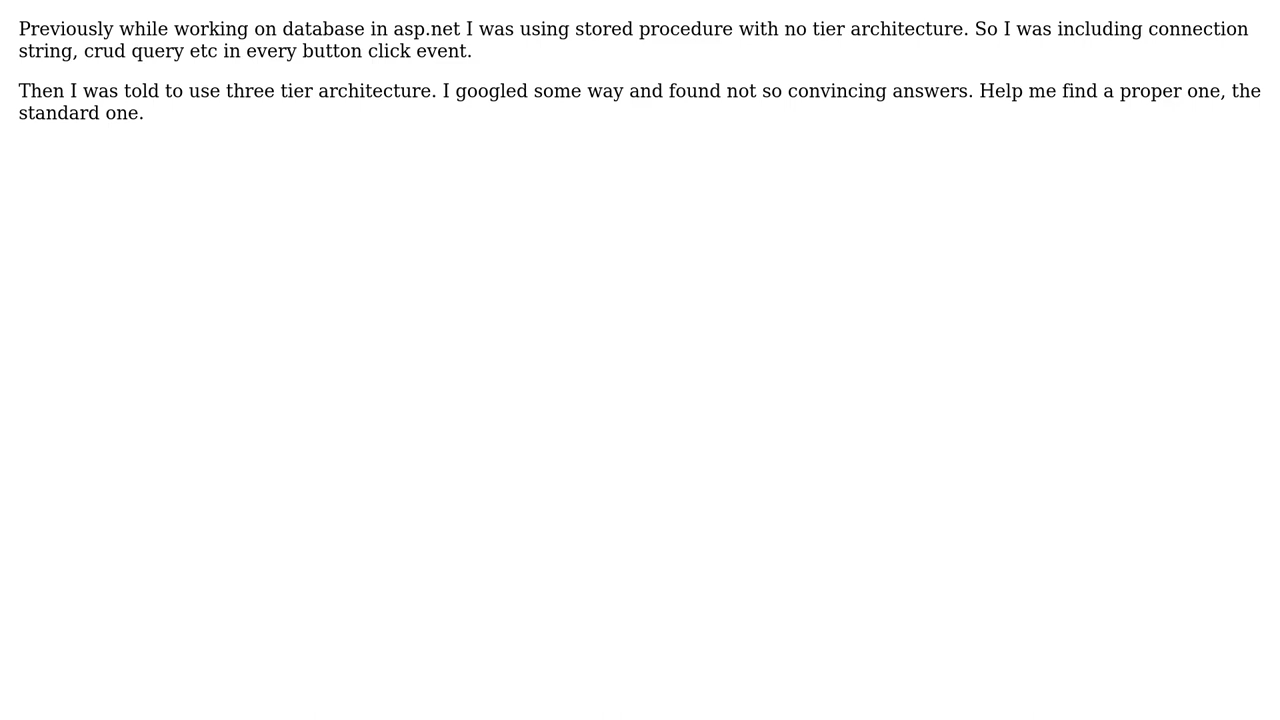 Previously while working on database in asp.net I was using stored procedure with no tier architecture. So I was including connection
string, crud query etc in every button click event.
Then I was told to use three tier architecture. I googled some way and found not so convincing answers. Help me find a proper one, the
standard one.